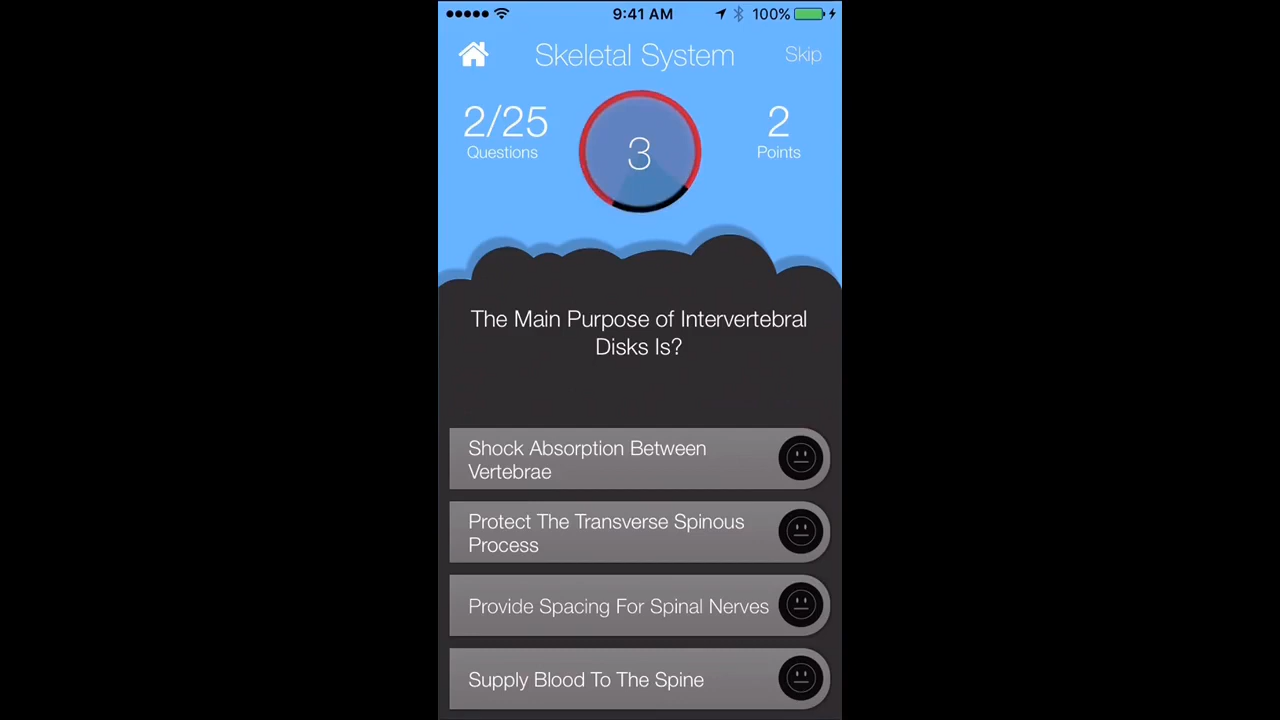 9:41 AM
100%
Skeletal System
Skip
2/25
Questions
3
2
Points
The Main Purpose of Intervertebral
Disks Is?
Shock Absorption Between
Vertebrae
Protect The Transverse Spinous
Process
Provide Spacing For Spinal Nerves
Supply Blood To The Spine